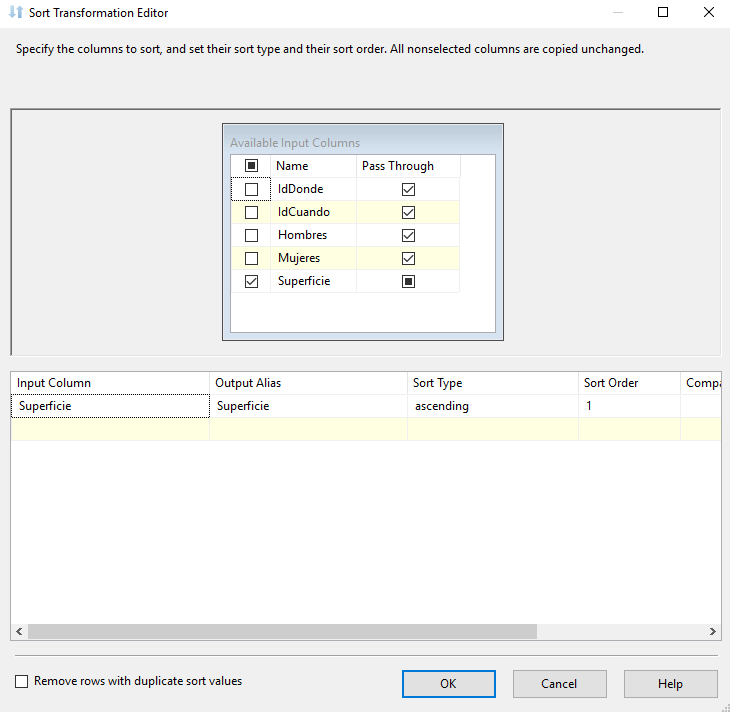 Sort Transformation Editor
Specify the columns to sort, and set their sort type and their sort order. All nonselected columns are copied unchanged.
Available Input Columns
Name Pass Through
IdDonde
IdCuando
Hombres
Mujeres
Superficie
Input Column Output Alias Sort Type Sort Order Compa
Superficie Superficie ascending 1
Remove rows with duplicate sort values
OK Cancel Help